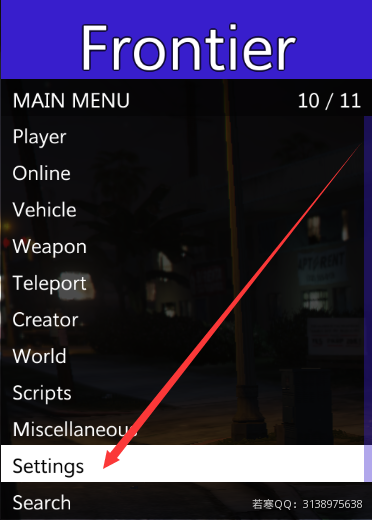 Frontier
MAIN MENU 10 / 11
Player
Online
Vehicle
Weapon
Teleport
Creator
World
Scripts
Miscellaneous
Settings
Search
若寒QQ：3138975638